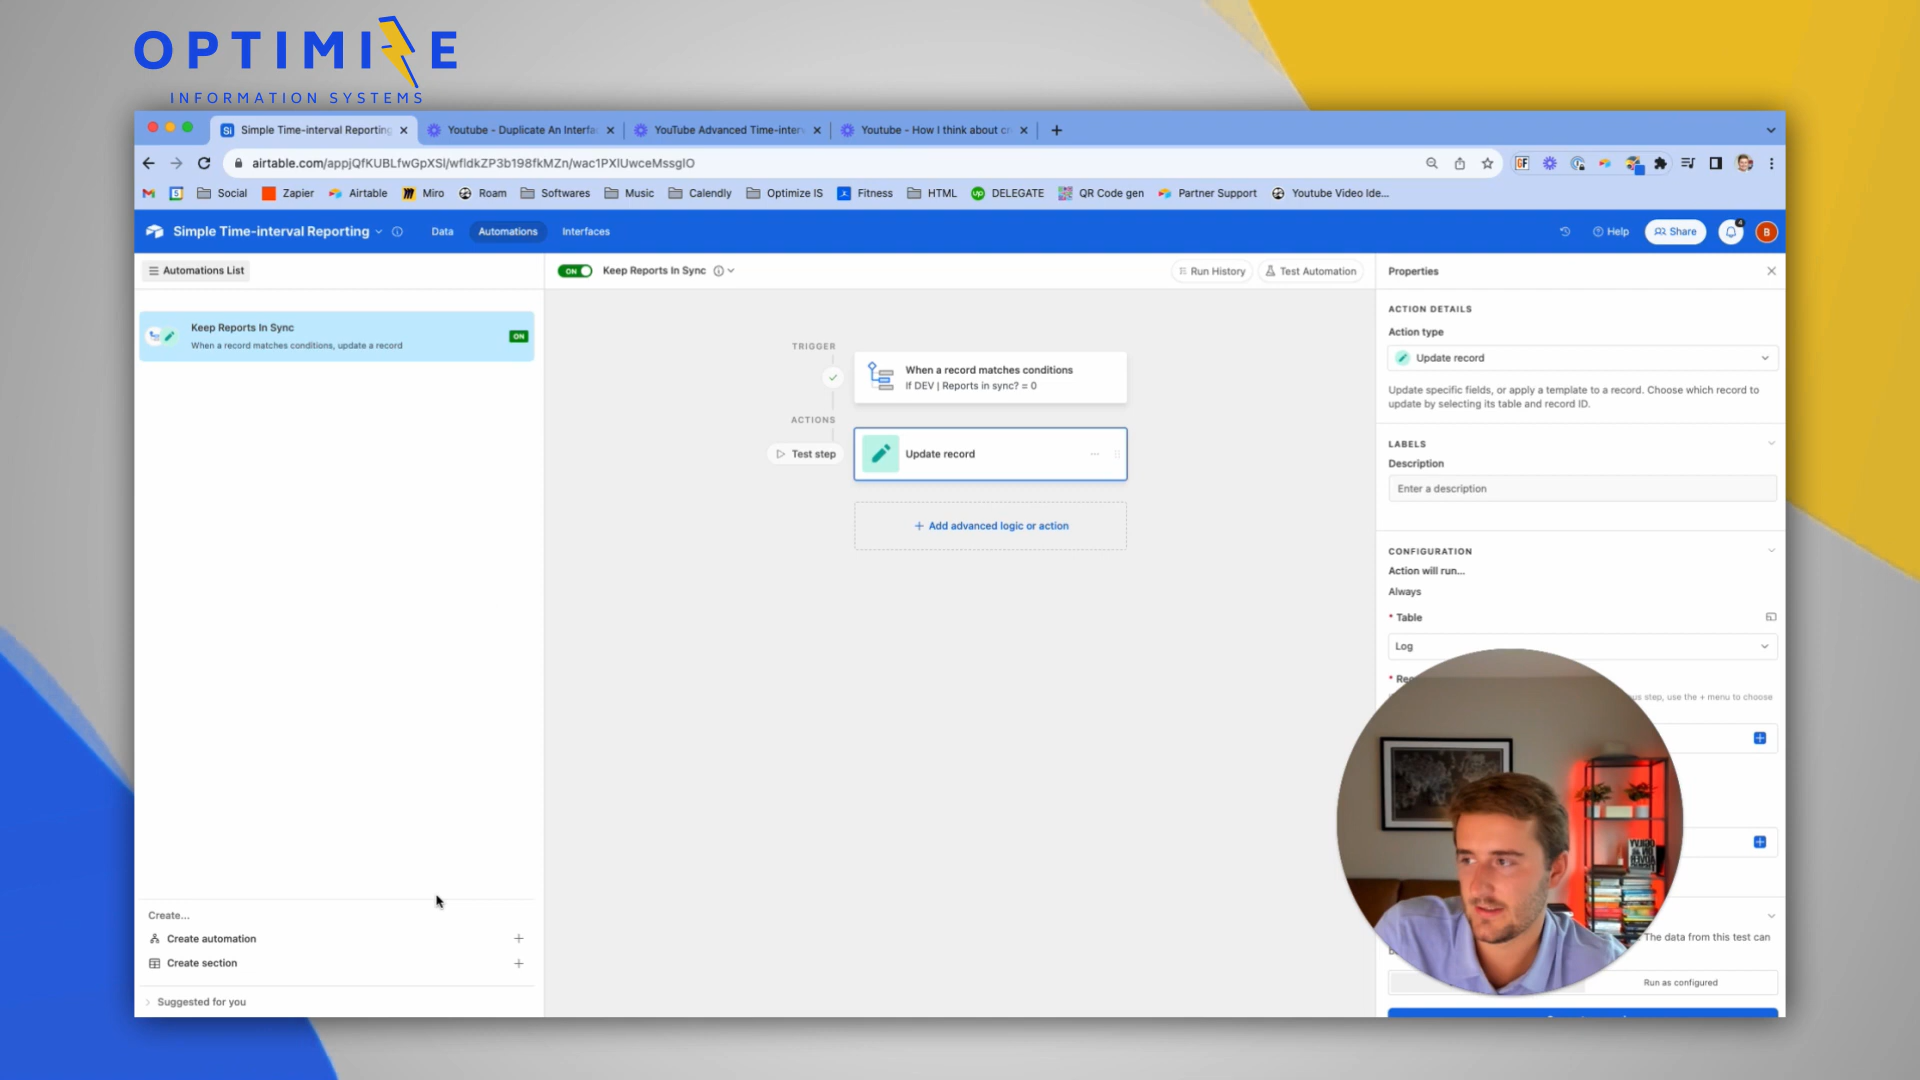 OPTIMIZE
INFORMATION SYSTEMS
Si Simple Time-interval Reporting
Youtube - Duplicate An Interfa
YouTube Advanced Time-inter
Youtube - How I think about cr
airtable.com/appjQfKUBLfwGpXSl/wfldkZP3b198fkMZn/wac1PXlUwceMssglO
GF
Social
Zapier
Airtable
Miro
Roam
Softwares
Music
Calendly
Optimize IS
Fitness
HTML
up DELEGATE
QR Code gen
Partner Support
Youtube Video Ide...
Simple Time-interval Reporting
Data
Automations
Interfaces
Help
Share
4
B
Automations List
ON Keep Reports In Sync
Run History
Test Automation
Properties
Keep Reports In Sync
When a record matches conditions, update a record
ON
TRIGGER
When a record matches conditions
If DEV | Reports in sync? = 0
ACTIONS
Test step
Update record
+ Add advanced logic or action
ACTION DETAILS
Action type
Update record
Update specific fields, or apply a template to a record. Choose which record to
update by selecting its table and record ID.
LABELS
Description
Enter a description
CONFIGURATION
Action will run...
Always
* Table
Log
* Rec
us step, use the + menu to choose
The data from this test can
Run as configured
Create...
Create automation
Create section
Suggested for you